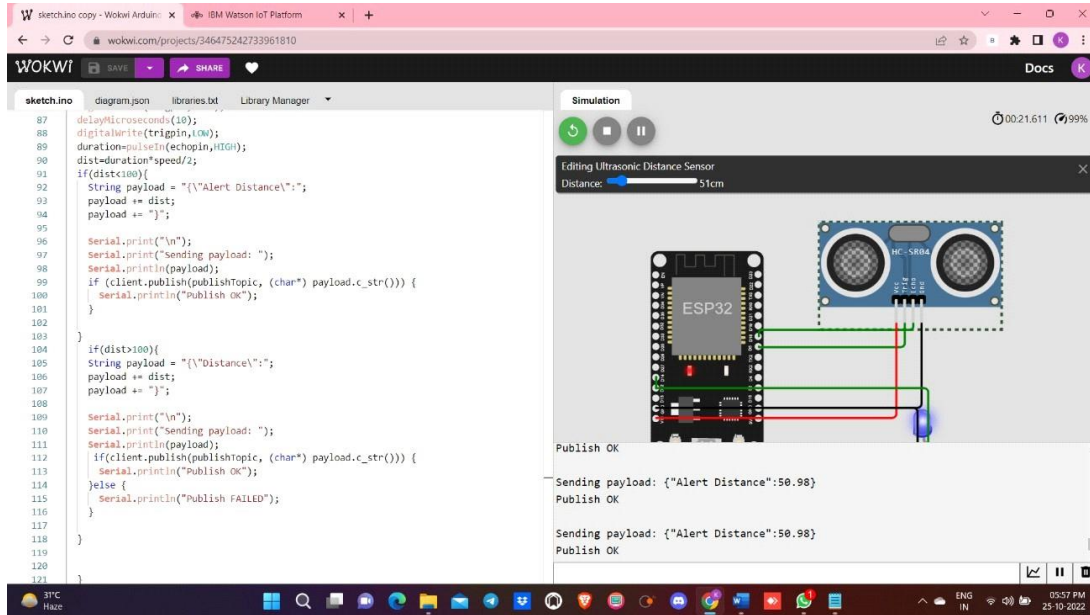 sketch.ino copy - Wokwi Arduino
IBM Watson IoT Platform
wokwi.com/projects/346475242733961810
WOKWI
SAVE
SHARE
Docs
K
sketch.ino
diagram.json
libraries.txt
Library Manager
Simulation
00:21.611
99%
87 delayMicroseconds(10);
88 digitalWrite(trigpin,LOW);
89 duration=pulseIn(echopin,HIGH);
90 dist=duration*speed/2;
91 if(dist<100){
92 String payload = "{\"Alert Distance\":";
93 payload += dist;
94 payload += "}";
95
96 Serial.print("\n");
97 Serial.print("Sending payload: ");
98 Serial.println(payload);
99 if (client.publish(publishTopic, (char*) payload.c_str())) {
100 Serial.println("Publish OK");
101 }
102
103 }
104 if(dist>100){
105 String payload = "{\"Distance\":";
106 payload += dist;
107 payload += "}";
108
109 Serial.print("\n");
110 Serial.print("Sending payload: ");
111 Serial.println(payload);
112 if(client.publish(publishTopic, (char*) payload.c_str())) {
113 Serial.println("Publish OK");
114 }else {
115 Serial.println("Publish FAILED");
116 }
117
118 }
119
120
121 }
Editing Ultrasonic Distance Sensor
Distance: 51cm
HC-SR04
Vcc
Trig
Echo
Gnd
ESP32
Publish OK
Sending payload: {"Alert Distance":50.98}
Publish OK
Sending payload: {"Alert Distance":50.98}
Publish OK
31°C
Haze
ENG
IN
05:57 PM
25-10-2022